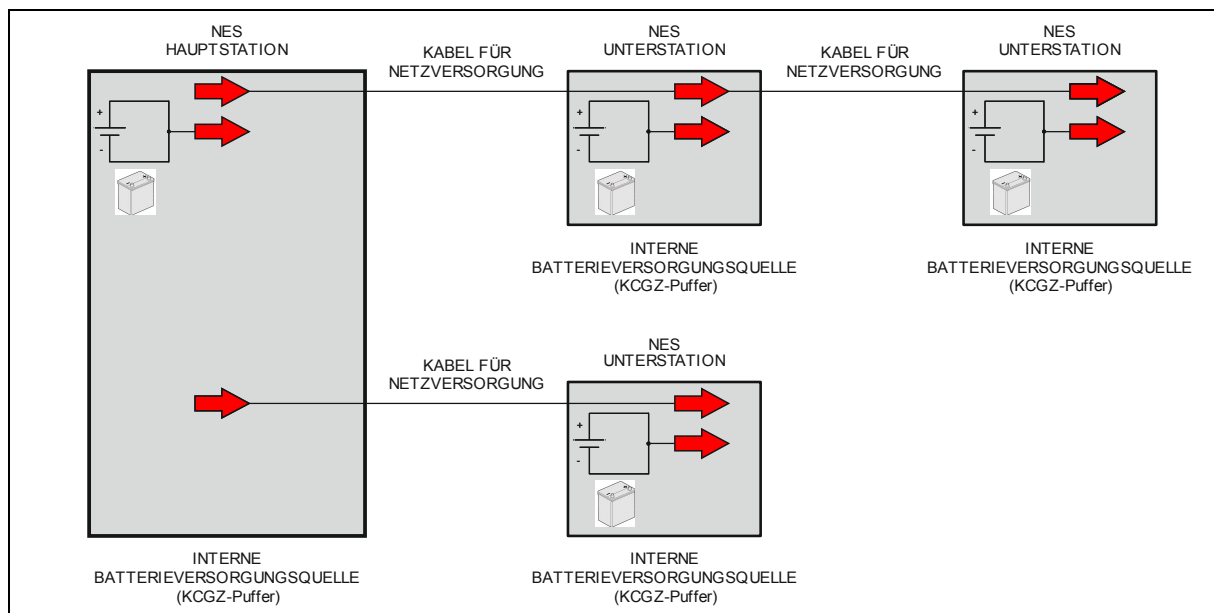 NES
HAUPTSTATION
KABEL FÜR
NETZVERSORGUNG
NES
UNTERSTATION
KABEL FÜR
NETZVERSORGUNG
NES
UNTERSTATION
+
-
+
-
+
-
INTERNE
BATTERIEVERSORGUNGSQUELLE
(KCGZ-Puffer)
INTERNE
BATTERIEVERSORGUNGSQUELLE
(KCGZ-Puffer)
KABEL FÜR
NETZVERSORGUNG
NES
UNTERSTATION
+
-
INTERNE
BATTERIEVERSORGUNGSQUELLE
(KCGZ-Puffer)
INTERNE
BATTERIEVERSORGUNGSQUELLE
(KCGZ-Puffer)